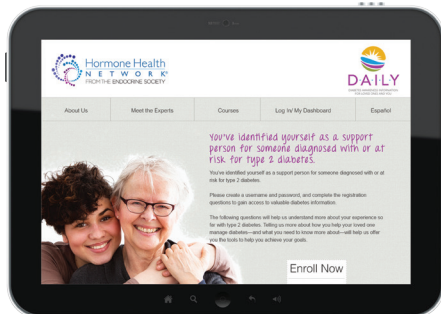 Hormone Health
NETWORK®
FROM THE ENDOCRINE SOCIETY
DAILY
About Us
Meet the Experts
Courses
Log In/ My Dashboard
Español
You've identified yourself as a support
person for someone diagnosed with or at
risk for type 2 diabetes.
You've identified yourself as a support person for someone diagnosed with or at
risk for type 2 diabetes.
Please create a username and password, and complete the registration
questions to gain access to valuable diabetes information.
The following questions will help us understand more about your experience so
far with type 2 diabetes. Telling us more about how you help your loved one
manage diabetes—and what you need to know more about—will help us offer
you the tools to help you achieve your goals.
Enroll Now